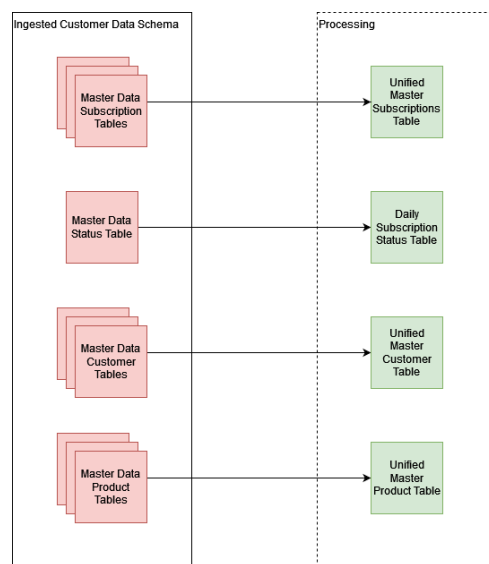 Ingested Customer Data Schema
Processing
Master Data
Subscription
Tables
Unified
Master
Subscriptions
Table
Master Data
Status Table
Daily
Subscription
Status Table
Master Data
Customer
Tables
Unified
Master
Customer
Table
Master Data
Product
Tables
Unified
Master
Product Table